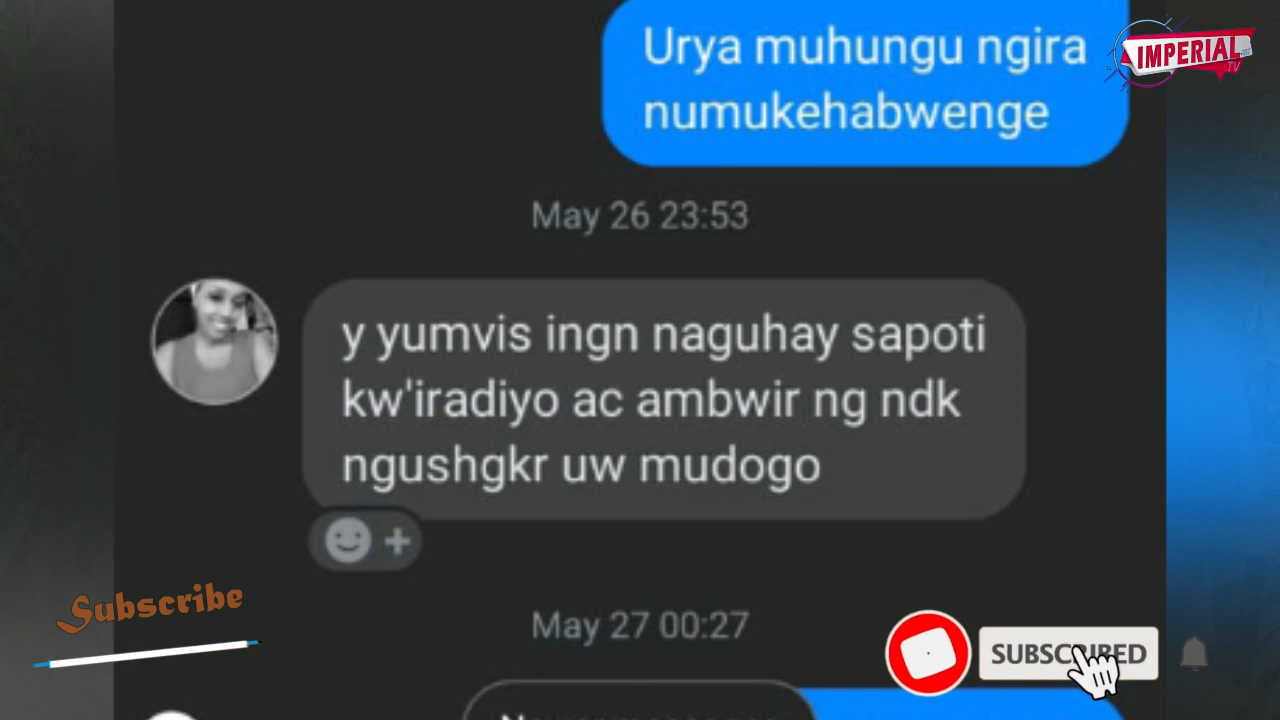 Urya muhungu ngira
numukehabwenge
IMPERIAL
TV
May 26 23:53
y yumvis ingn naguhay sapoti
kw'iradiyo ac ambwir ng ndk
ngushgkr uw mudogo
Subscribe
May 27 00:27
SUBSCRIBED